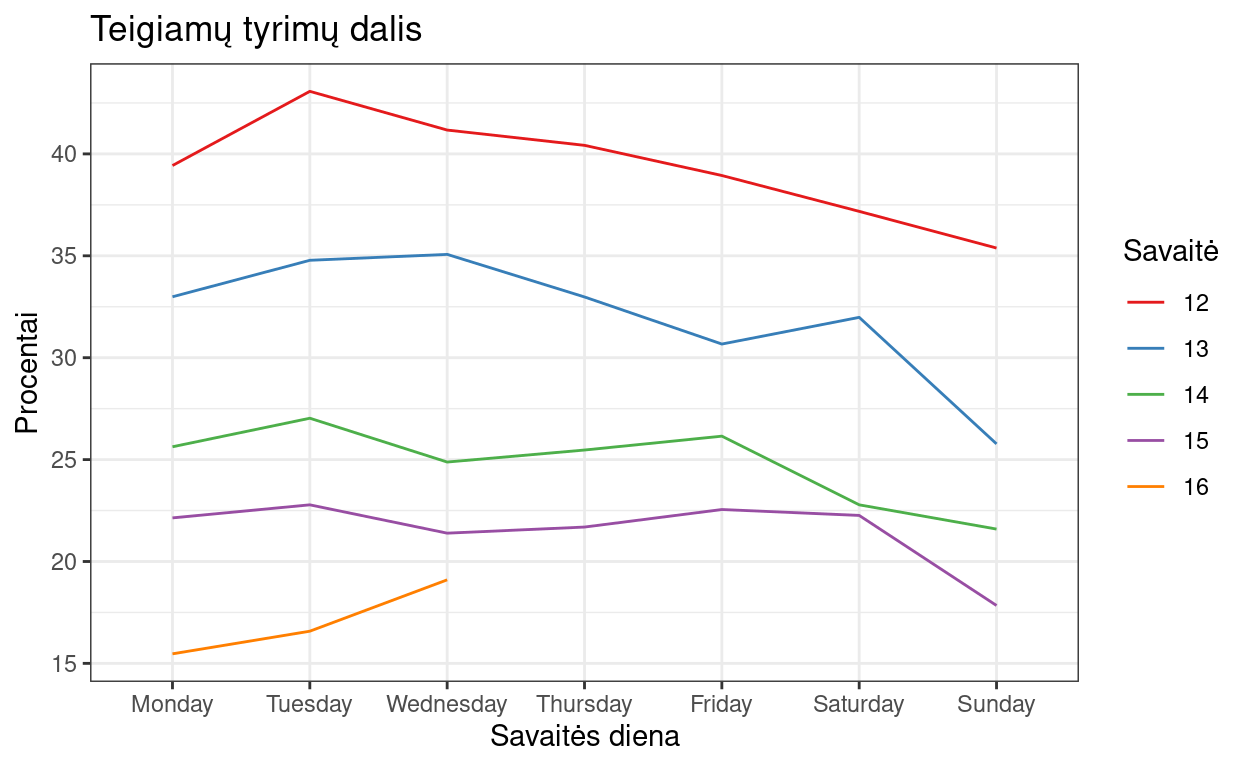 Teigiamų tyrimų dalis
Procentai
40
35
30
25
20
15
Monday Tuesday Wednesday Thursday Friday Saturday Sunday
Savaitės diena
Savaitė
12
13
14
15
16